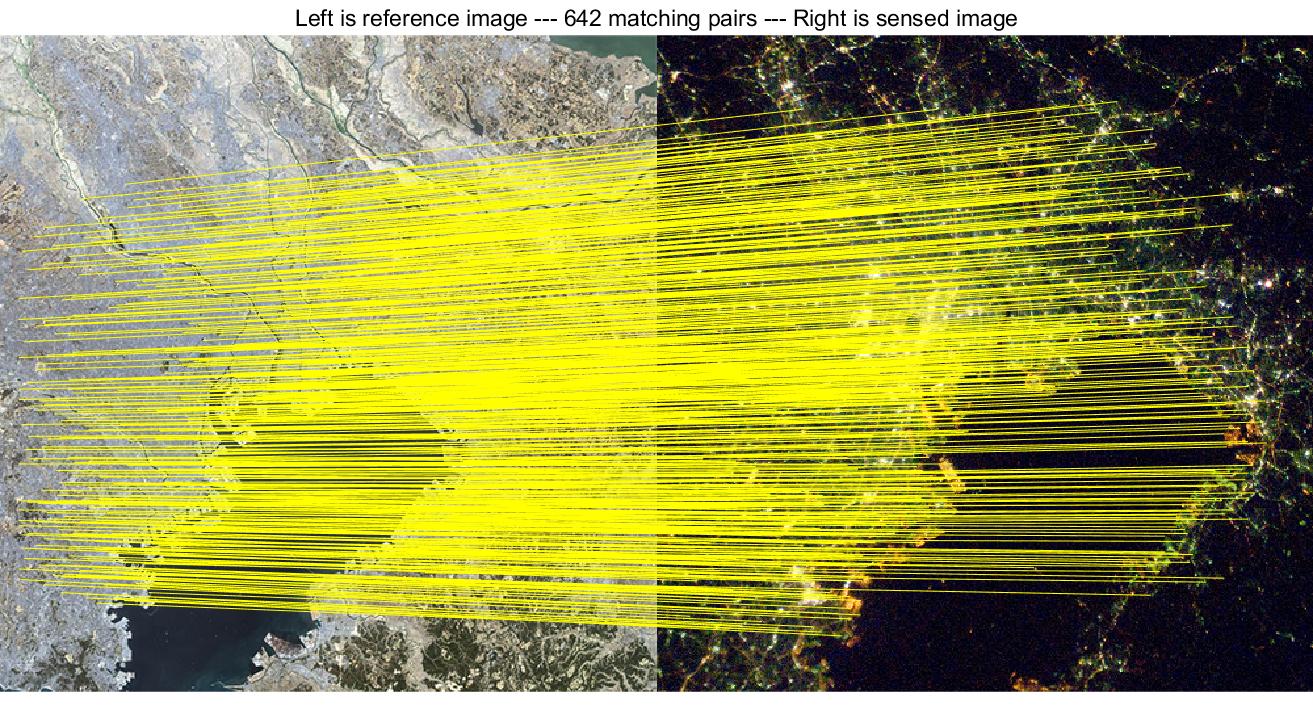 Left is reference image --- 642 matching pairs --- Right is sensed image